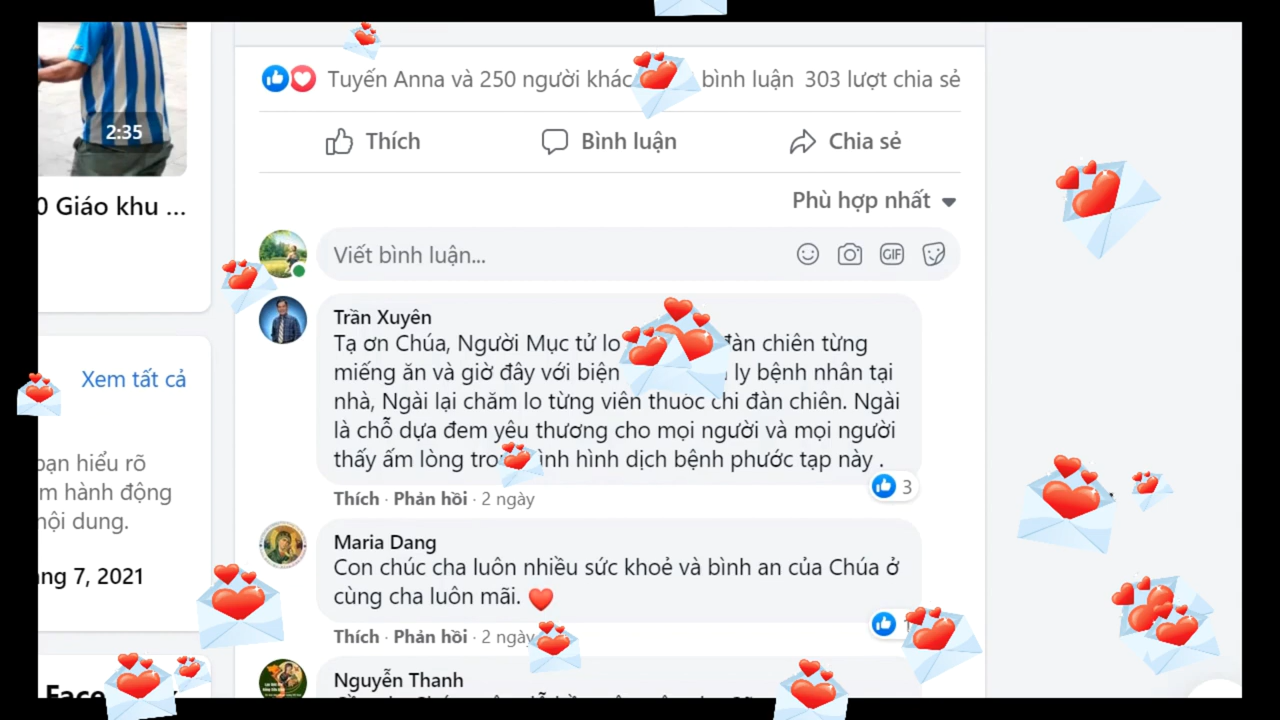 2:35
0 Giáo khu ...
Xem tất cả
bạn hiểu rõ
m hành động
nội dung.
ng 7, 2021
Tuyến Anna và 250 người khác
bình luận 303 lượt chia sẻ
Thích
Bình luận
Chia sẻ
Phù hợp nhất
Viết bình luận...
GIF
Trần Xuyên
Tạ ơn Chúa, Người Mục tử lo đàn chiên từng
miếng ăn và giờ đây với biện ly bệnh nhân tại
nhà, Ngài lại chăm lo từng viên thuốc chi đàn chiên. Ngài
là chỗ dựa đem yêu thương cho mọi người và mọi người
thấy ấm lòng hình dịch bệnh phước tạp này .
3
Thích · Phản hồi · 2 ngày
Maria Dang
Con chúc cha luôn nhiều sức khoẻ và bình an của Chúa ở
cùng cha luôn mãi. ❤️
Thích · Phản hồi · 2 ngày
Nguyễn Thanh